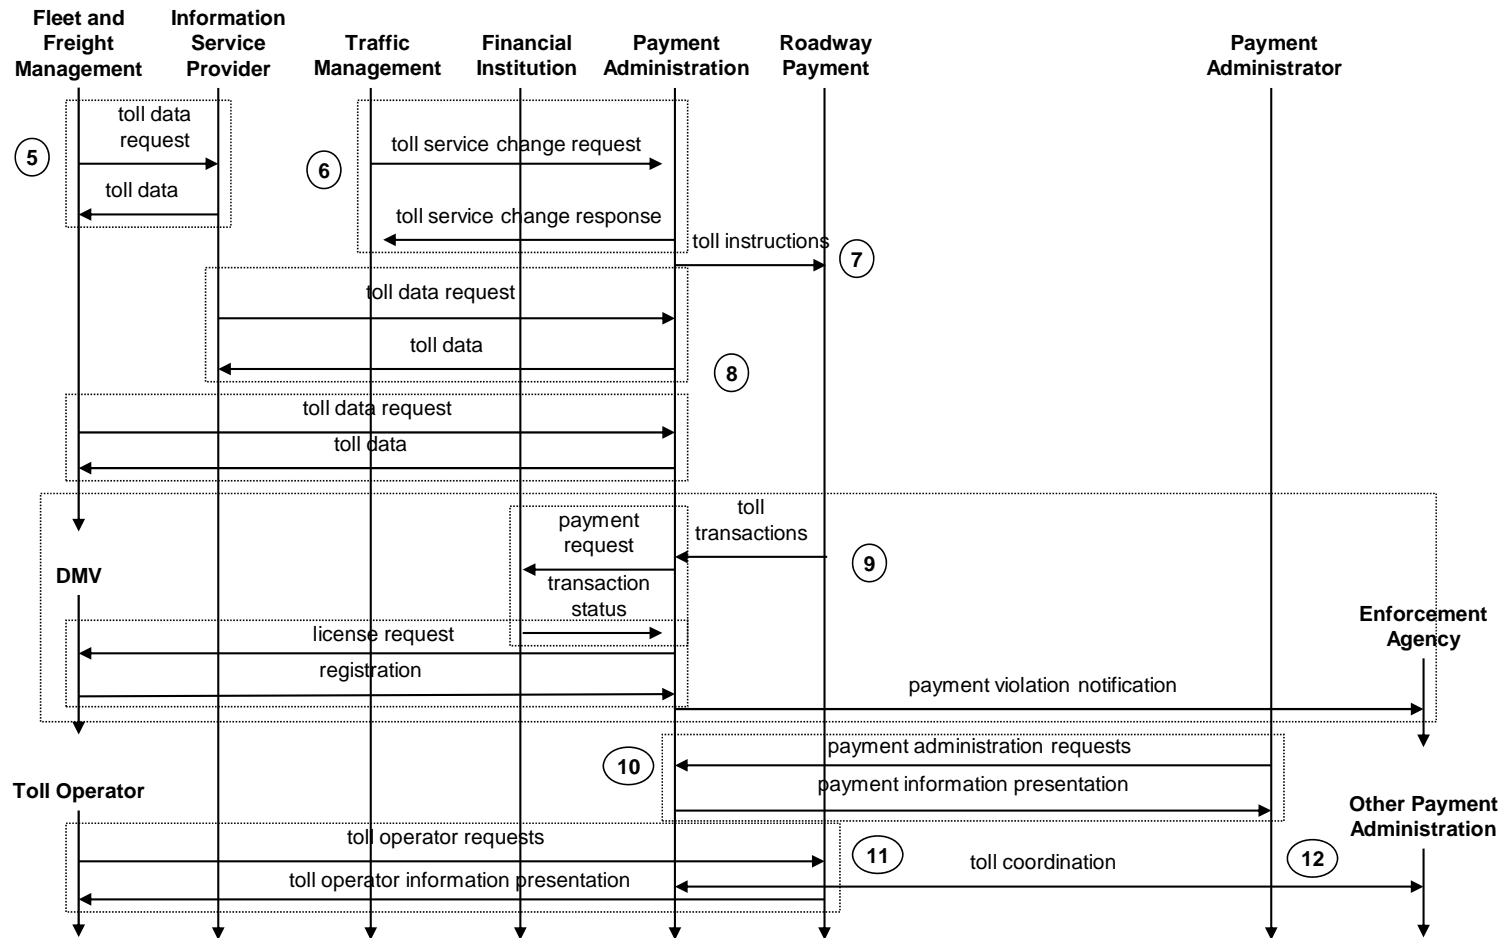 Fleet and
Freight
Management
Information
Service
Provider
Traffic
Management
Financial
Institution
Payment
Administration
Roadway
Payment
Payment
Administrator
toll data
request
5
toll data
6
toll service change request
toll service change response
toll instructions
7
toll data request
toll data
8
toll data request
toll data
toll
transactions
payment
request
9
DMV
transaction
status
Enforcement
Agency
license request
registration
payment violation notification
payment administration requests
10
payment information presentation
Toll Operator
Other Payment
Administration
toll operator requests
11
toll coordination
12
toll operator information presentation